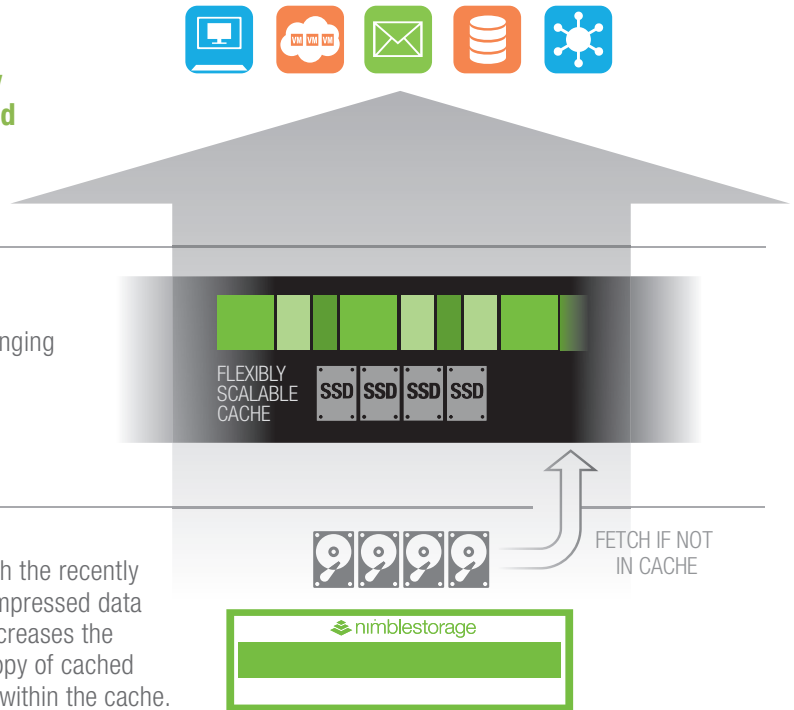 VM VM VM
d
nging
FLEXIBLY
SCALABLE
CACHE
SSD SSD SSD SSD
FETCH IF NOT
IN CACHE
h the recently
mpressed data
creases the
opy of cached
within the cache.
nimblestorage